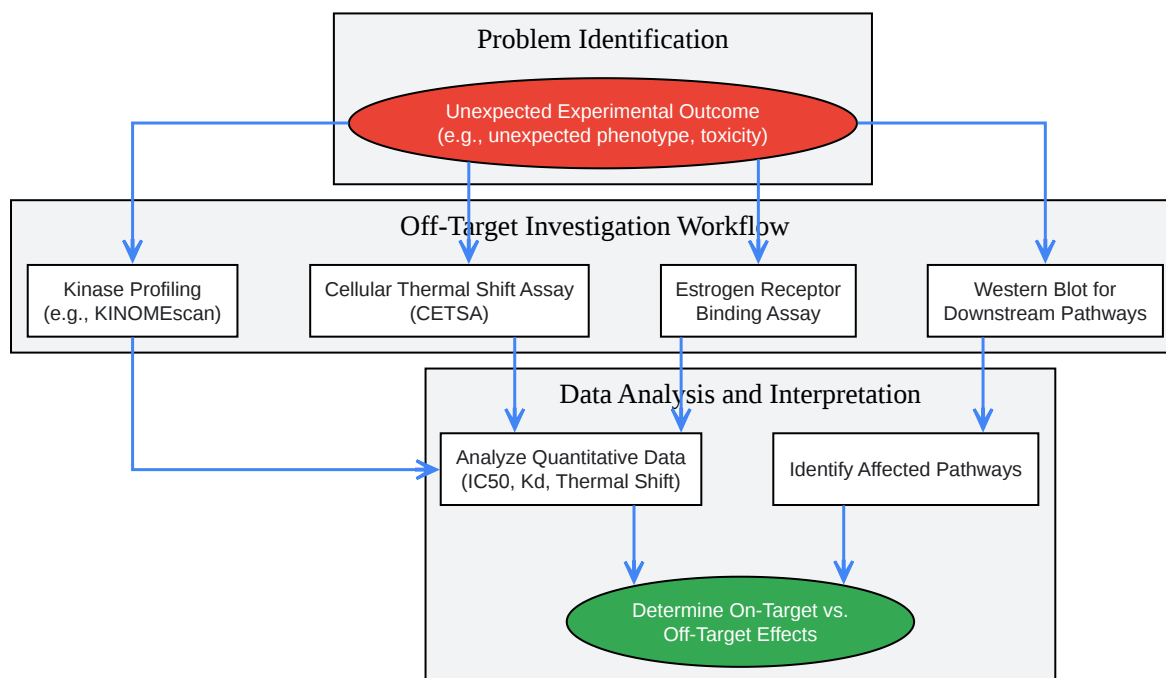 Problem Identification
Unexpected Experimental Outcome
(e.g., unexpected phenotype, toxicity)
Off-Target Investigation Workflow
Kinase Profiling
(e.g., KINOMEscan)
Cellular Thermal Shift Assay
(CETSA)
Estrogen Receptor
Binding Assay
Western Blot for
Downstream Pathways
Data Analysis and Interpretation
Analyze Quantitative Data
(IC50, Kd, Thermal Shift)
Identify Affected Pathways
Determine On-Target vs.
Off-Target Effects